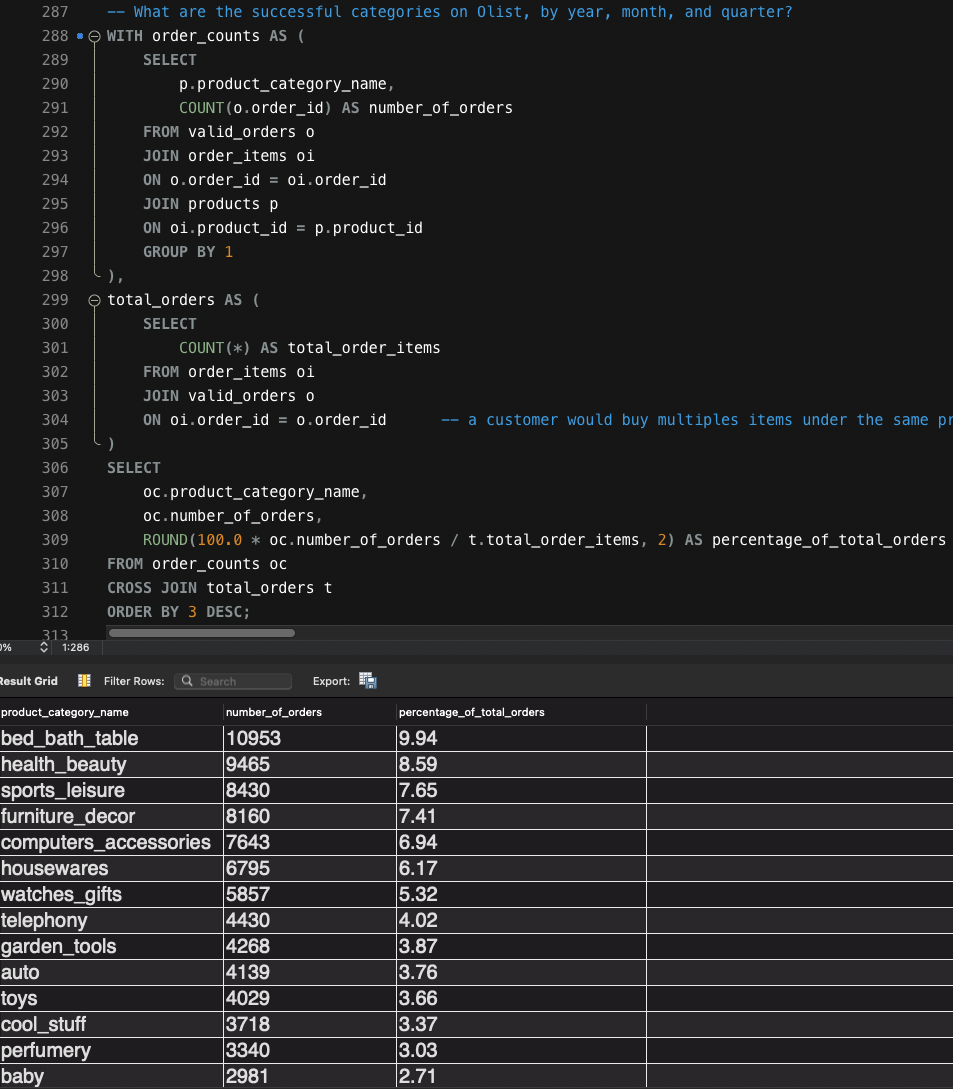 287 -- What are the successful categories on Olist, by year, month, and quarter?
288 WITH order_counts AS (
289 SELECT
290 p.product_category_name,
291 COUNT(o.order_id) AS number_of_orders
292 FROM valid_orders o
293 JOIN order_items oi
294 ON o.order_id = oi.order_id
295 JOIN products p
296 ON oi.product_id = p.product_id
297 GROUP BY 1
298 ),
299 total_orders AS (
300 SELECT
301 COUNT(*) AS total_order_items
302 FROM order_items oi
303 JOIN valid_orders o
304 ON oi.order_id = o.order_id -- a customer would buy multiples items under the same pr
305 )
306 SELECT
307 oc.product_category_name,
308 oc.number_of_orders,
309 ROUND(100.0 * oc.number_of_orders / t.total_order_items, 2) AS percentage_of_total_orders
310 FROM order_counts oc
311 CROSS JOIN total_orders t
312 ORDER BY 3 DESC;
313
0% 1:286
Result Grid Filter Rows: Search Export:
product_category_name number_of_orders percentage_of_total_orders
bed_bath_table 10953 9.94
health_beauty 9465 8.59
sports_leisure 8430 7.65
furniture_decor 8160 7.41
computers_accessories 7643 6.94
housewares 6795 6.17
watches_gifts 5857 5.32
telephony 4430 4.02
garden_tools 4268 3.87
auto 4139 3.76
toys 4029 3.66
cool_stuff 3718 3.37
perfumery 3340 3.03
baby 2981 2.71